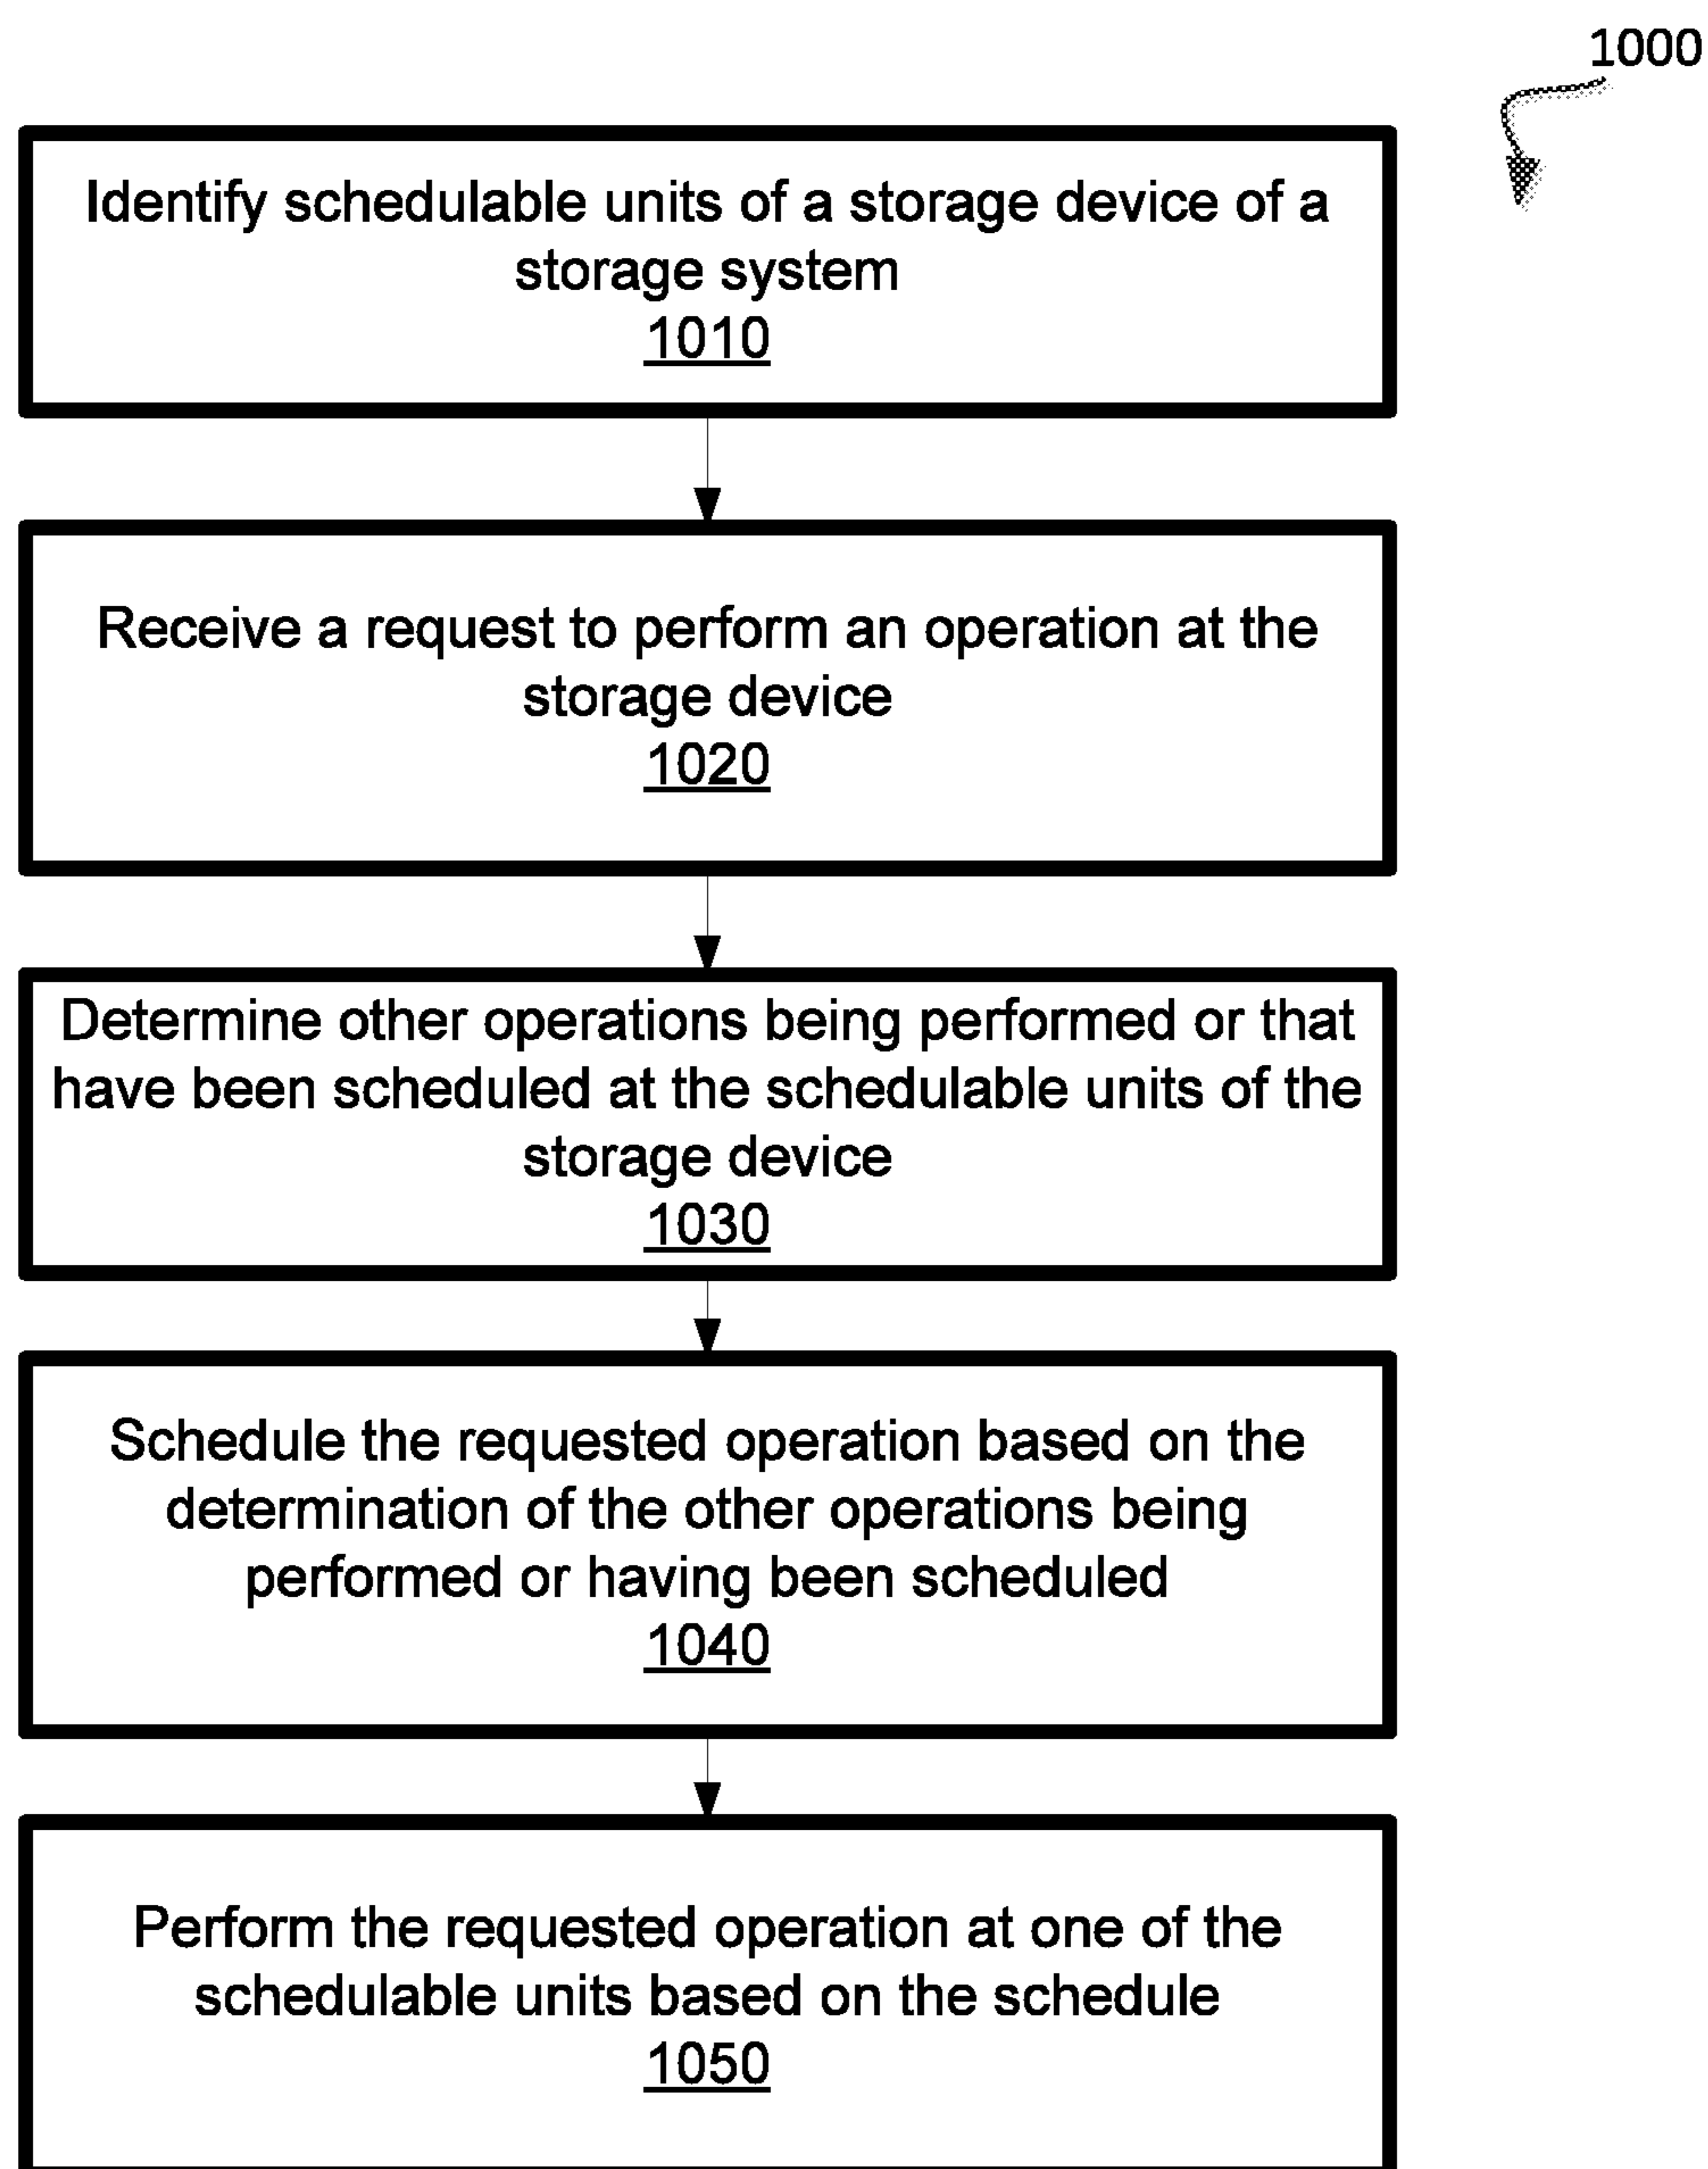 1000
Identify schedulable units of a storage device of a
storage system
1010
Receive a request to perform an operation at the
storage device
1020
Determine other operations being performed or that
have been scheduled at the schedulable units of the
storage device
1030
Schedule the requested operation based on the
determination of the other operations being
performed or having been scheduled
1040
Perform the requested operation at one of the
schedulable units based on the schedule
1050